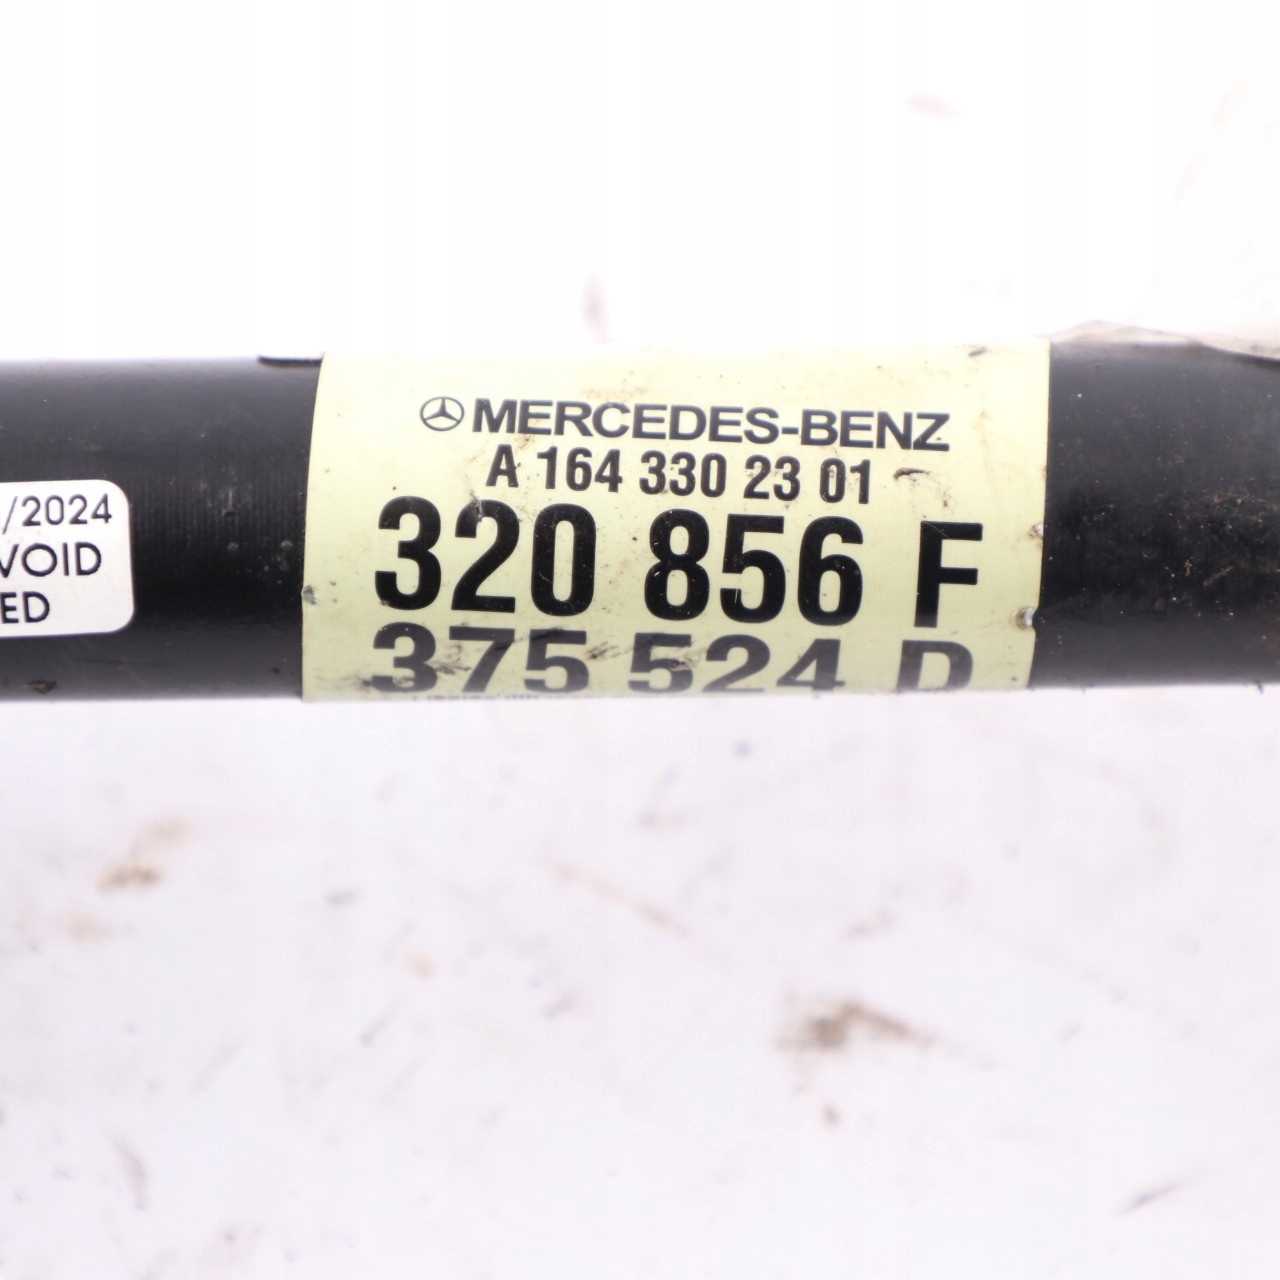 MERCEDES-BENZ
A 164 330 23 01
320 856 F
375 524 D
/2024
VOID
ED